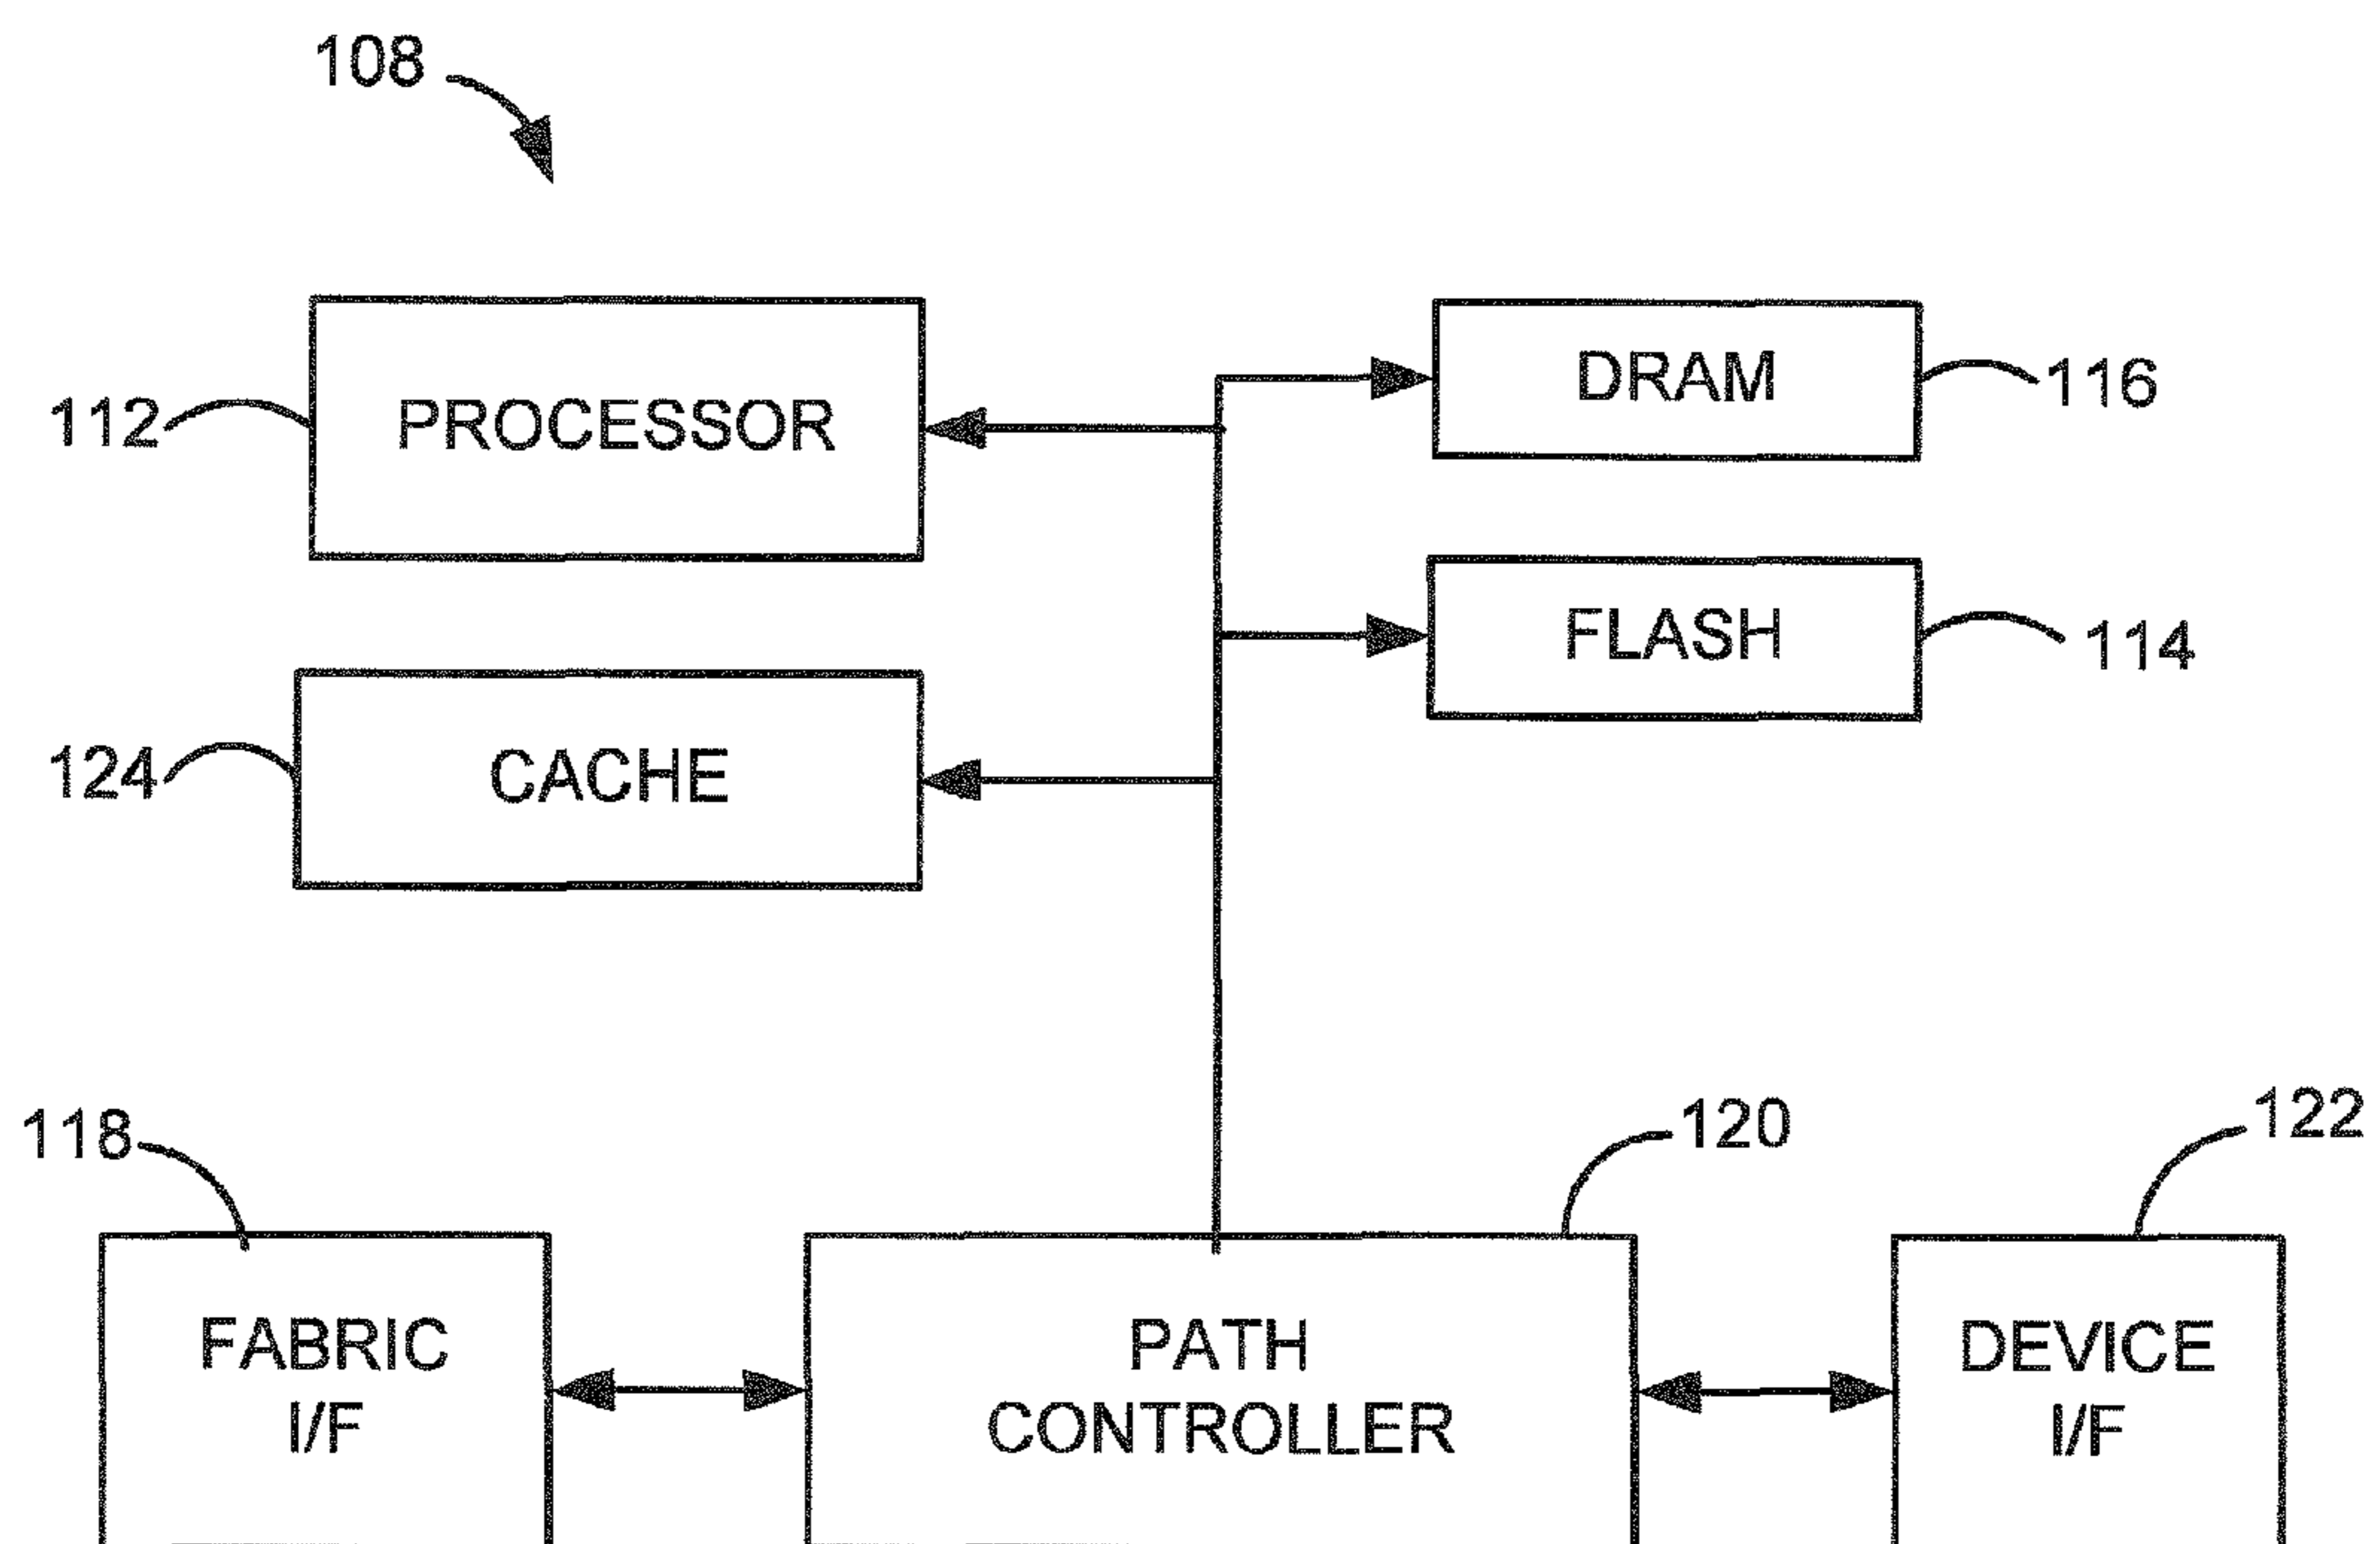 108
DRAM
116
112
PROCESSOR
FLASH
114
124
CACHE
118
120
122
FABRIC
I/F
PATH
CONTROLLER
DEVICE
I/F